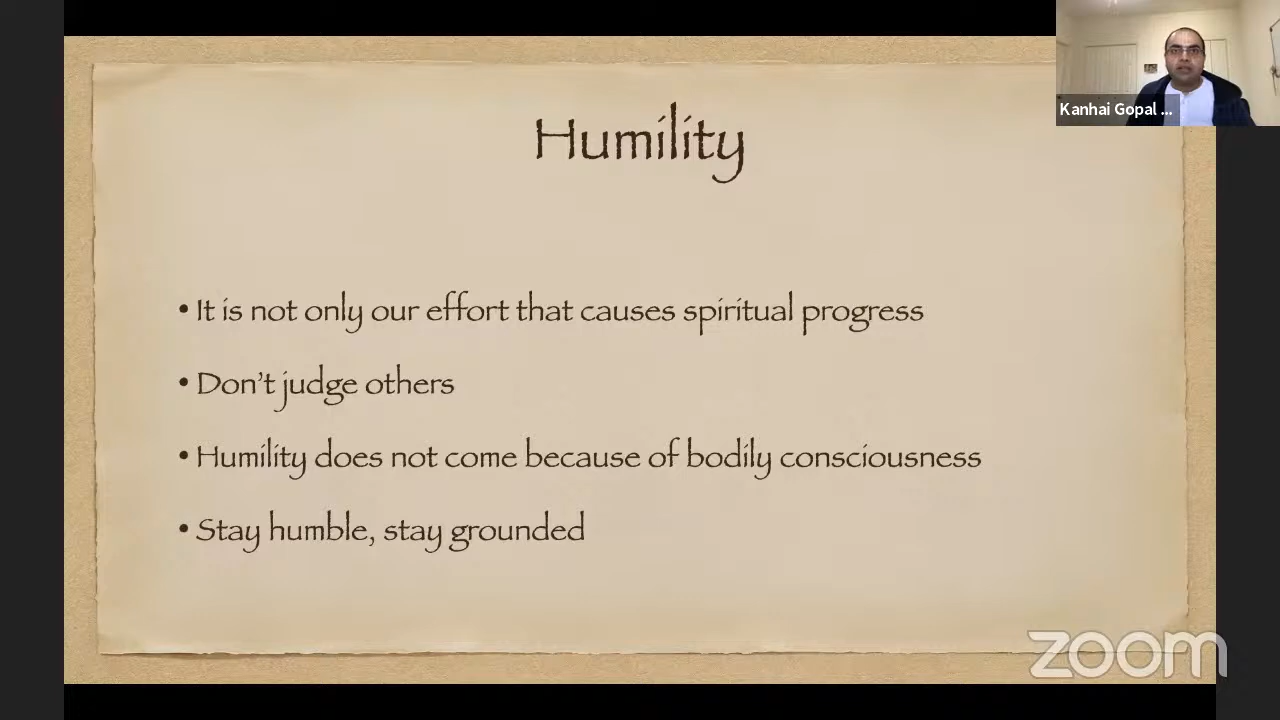 Kanhai Gopal ...
Humility
• It is not only our effort that causes spiritual progress
• Don't judge others
• Humility does not come because of bodily consciousness
• Stay humble, stay grounded
zoom